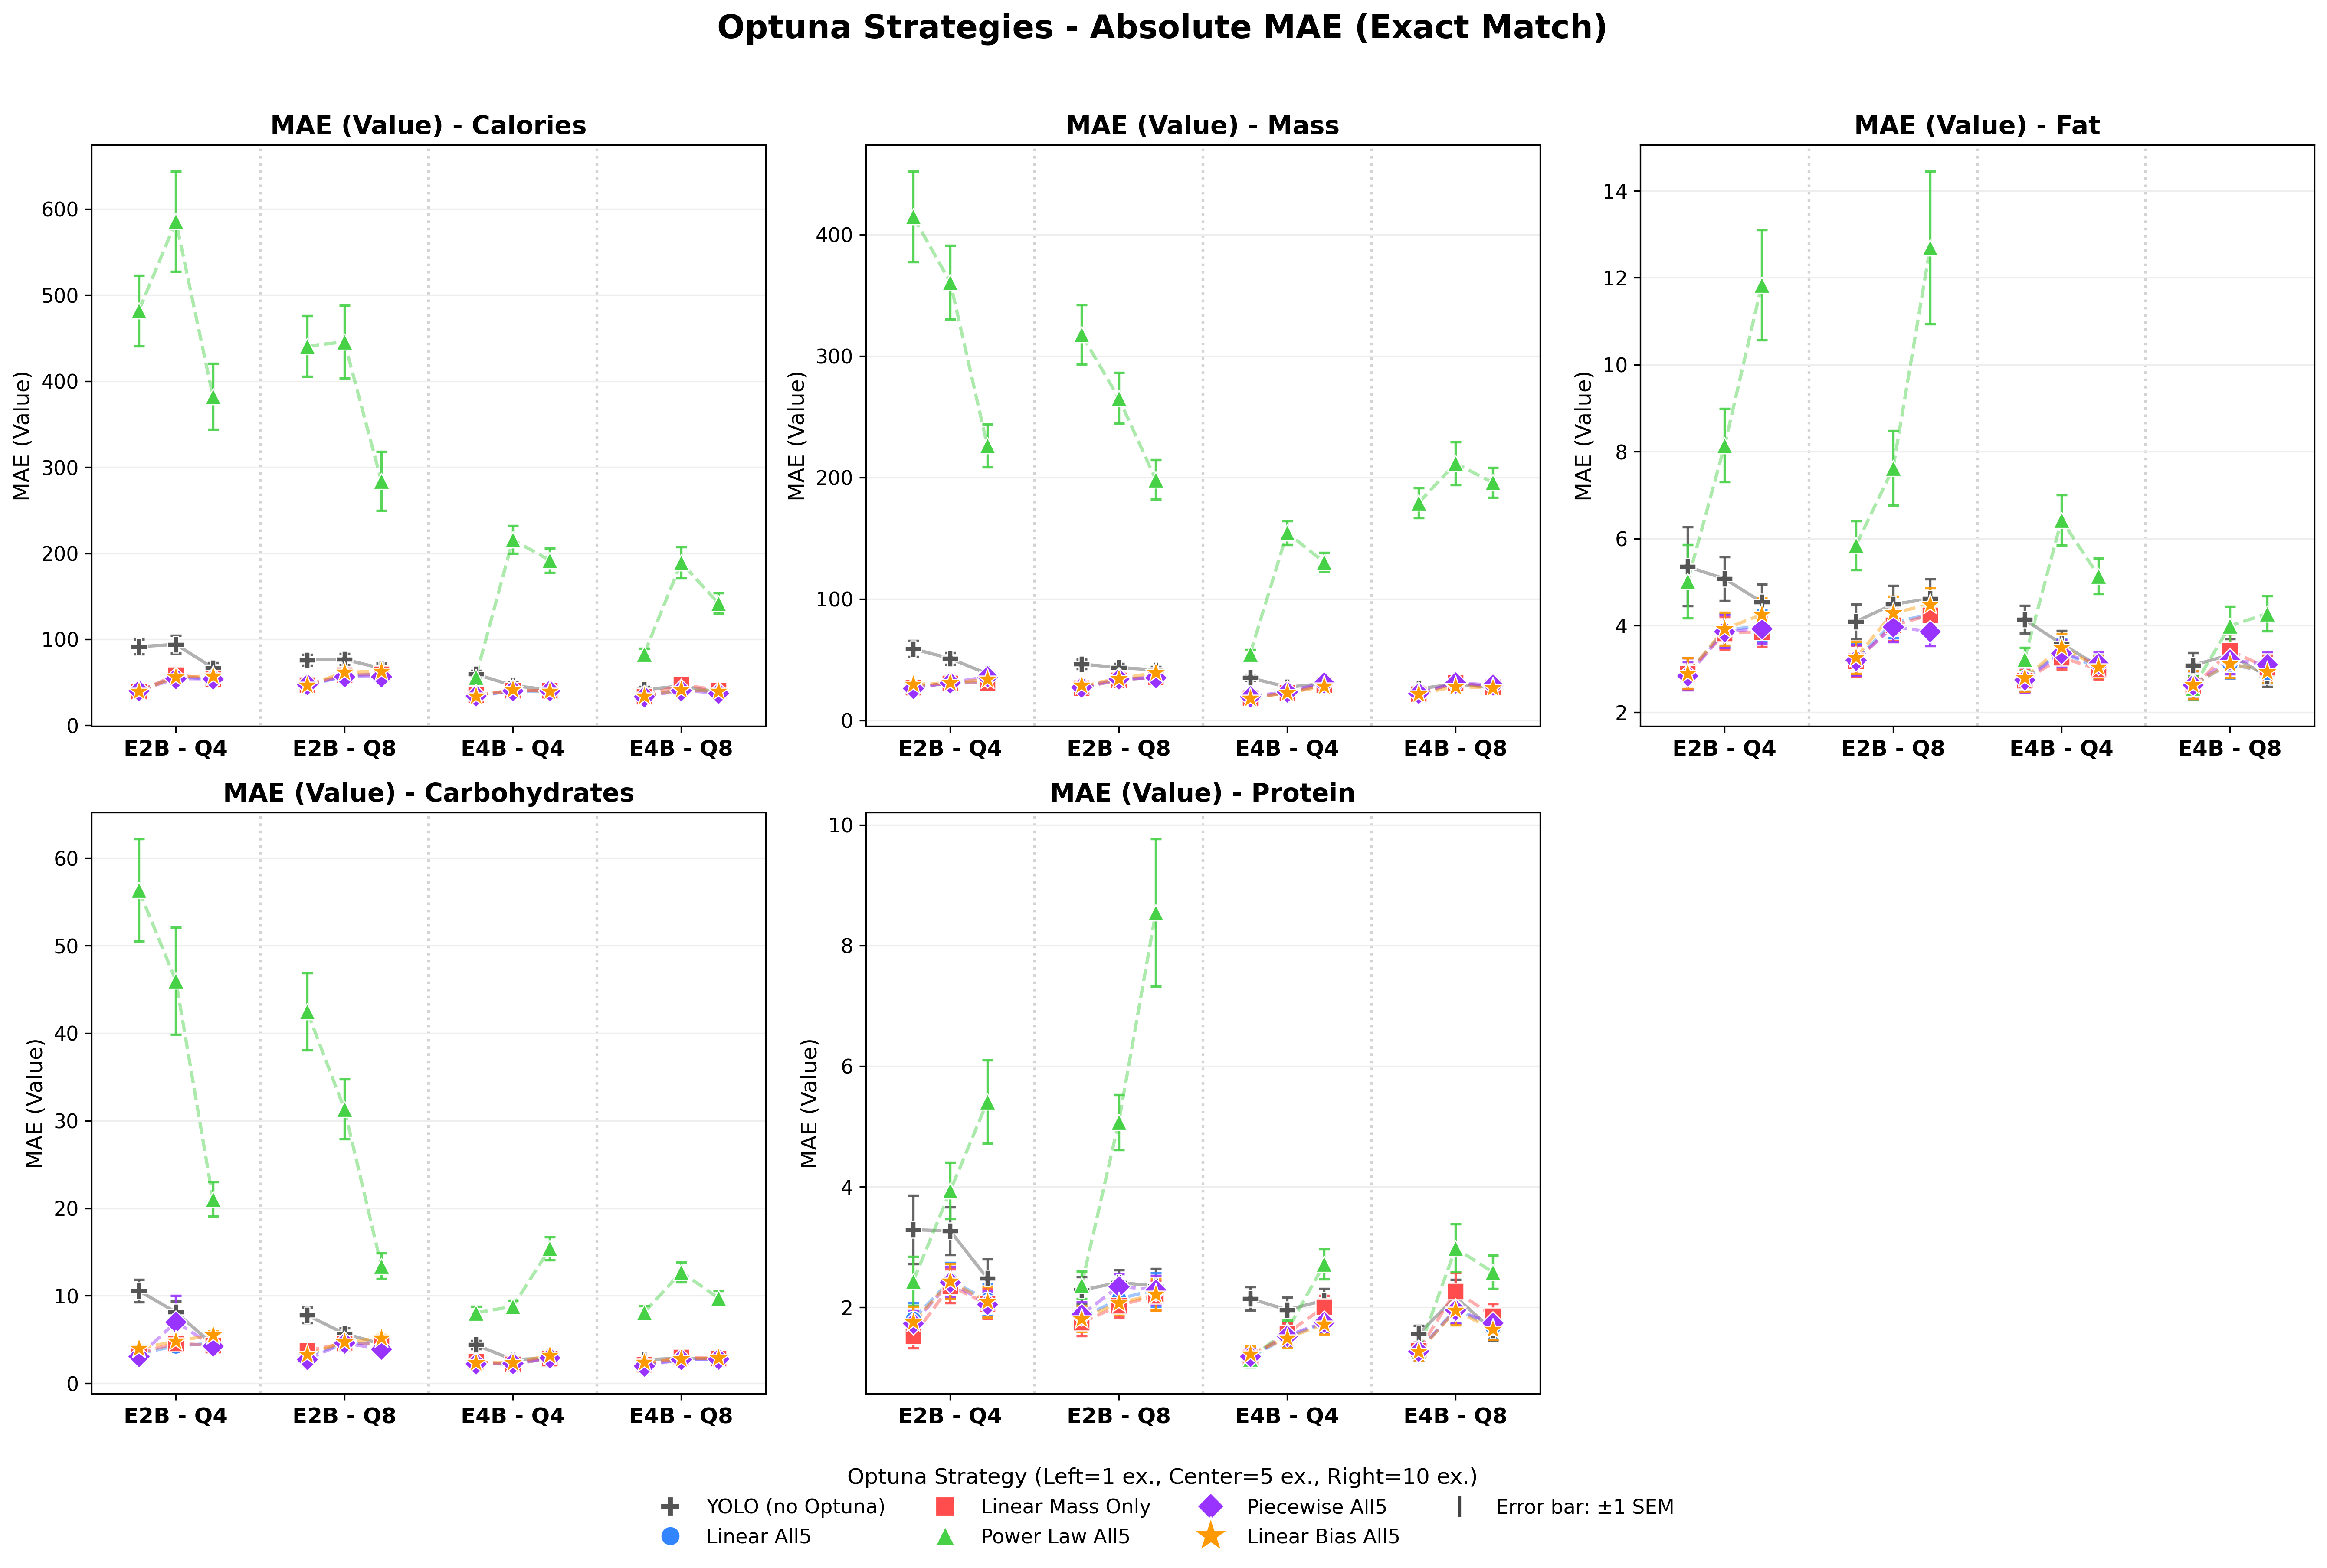 Optuna Strategies - Absolute MAE (Exact Match)
MAE (Value) - Calories
MAE (Value)
600
500
400
300
200
100
0
E2B - Q4
E2B - Q8
E4B - Q4
E4B - Q8
MAE (Value) - Mass
MAE (Value)
400
300
200
100
0
E2B - Q4
E2B - Q8
E4B - Q4
E4B - Q8
MAE (Value) - Fat
MAE (Value)
14
12
10
8
6
4
2
E2B - Q4
E2B - Q8
E4B - Q4
E4B - Q8
MAE (Value) - Carbohydrates
MAE (Value)
60
50
40
30
20
10
0
E2B - Q4
E2B - Q8
E4B - Q4
E4B - Q8
MAE (Value) - Protein
MAE (Value)
10
8
6
4
2
E2B - Q4
E2B - Q8
E4B - Q4
E4B - Q8
Optuna Strategy (Left=1 ex., Center=5 ex., Right=10 ex.)
YOLO (no Optuna)
Linear All5
Linear Mass Only
Power Law All5
Piecewise All5
Linear Bias All5
Error bar: ±1 SEM